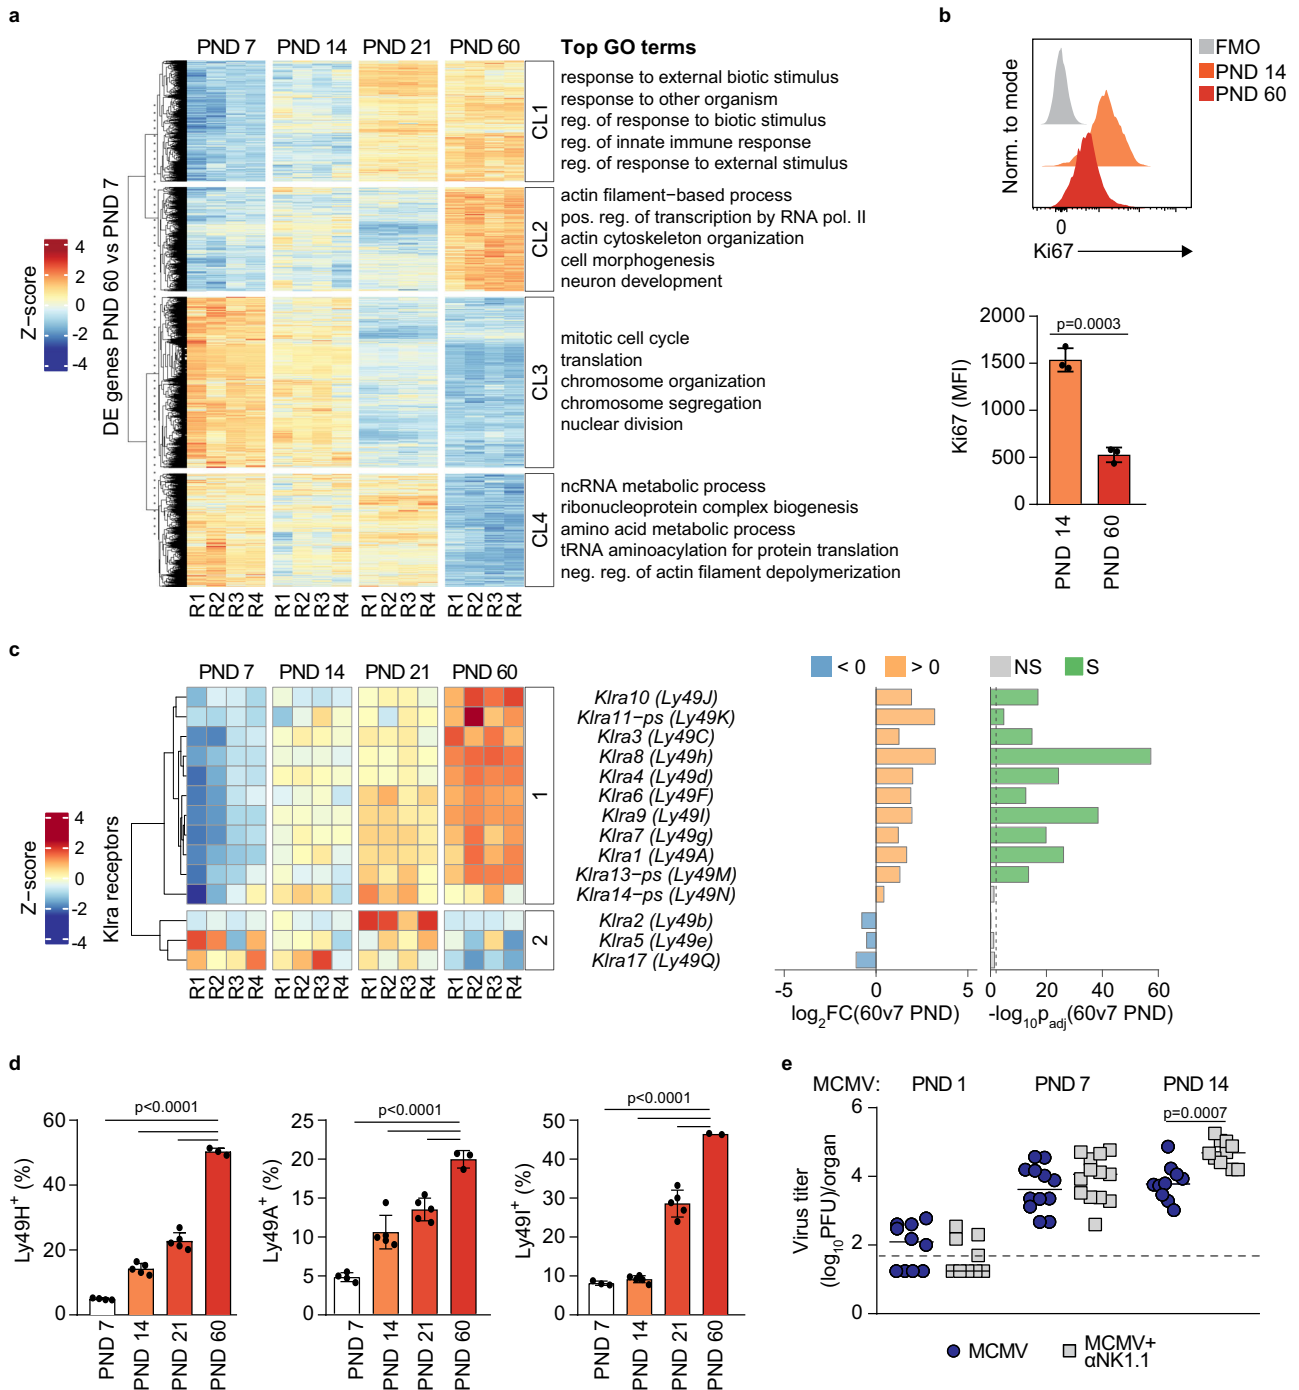 a
PND 7 PND 14 PND 21 PND 60 Top GO terms
DE genes PND 60 vs PND 7
Z-score
4
2
0
-2
-4
CL1
response to external biotic stimulus
response to other organism
reg. of response to biotic stimulus
reg. of innate immune response
reg. of response to external stimulus
CL2
actin filament−based process
pos. reg. of transcription by RNA pol. II
actin cytoskeleton organization
cell morphogenesis
neuron development
CL3
mitotic cell cycle
translation
chromosome organization
chromosome segregation
nuclear division
CL4
ncRNA metabolic process
ribonucleoprotein complex biogenesis
amino acid metabolic process
tRNA aminoacylation for protein translation
neg. reg. of actin filament depolymerization
R1 R2 R3 R4 R1 R2 R3 R4 R1 R2 R3 R4 R1 R2 R3 R4
b
FMO
PND 14
PND 60
Norm. to mode
0
Ki67
p=0.0003
Ki67 (MFI)
2000
1500
1000
500
0
PND 14 PND 60
c
PND 7 PND 14 PND 21 PND 60
Klra receptors
Z-score
4
2
0
-2
-4
1
2
Klra10 (Ly49J)
Klra11−ps (Ly49K)
Klra3 (Ly49C)
Klra8 (Ly49h)
Klra4 (Ly49d)
Klra6 (Ly49F)
Klra9 (Ly49I)
Klra7 (Ly49g)
Klra1 (Ly49A)
Klra13−ps (Ly49M)
Klra14−ps (Ly49N)
Klra2 (Ly49b)
Klra5 (Ly49e)
Klra17 (Ly49Q)
R1 R2 R3 R4 R1 R2 R3 R4 R1 R2 R3 R4 R1 R2 R3 R4
< 0 > 0 NS S
-5 0 5
log2FC(60v7 PND)
0 20 40 60
-log10padj(60v7 PND)
d
p<0.0001
Ly49H+ (%)
60
40
20
0
PND 7 PND 14 PND 21 PND 60
p<0.0001
Ly49A+ (%)
25
20
15
10
5
0
PND 7 PND 14 PND 21 PND 60
p<0.0001
Ly49I+ (%)
50
40
30
20
10
0
PND 7 PND 14 PND 21 PND 60
e
MCMV: PND 1 PND 7 PND 14
p=0.0007
Virus titer
(log10PFU)/organ
6
4
2
0
MCMV
MCMV+
αNK1.1